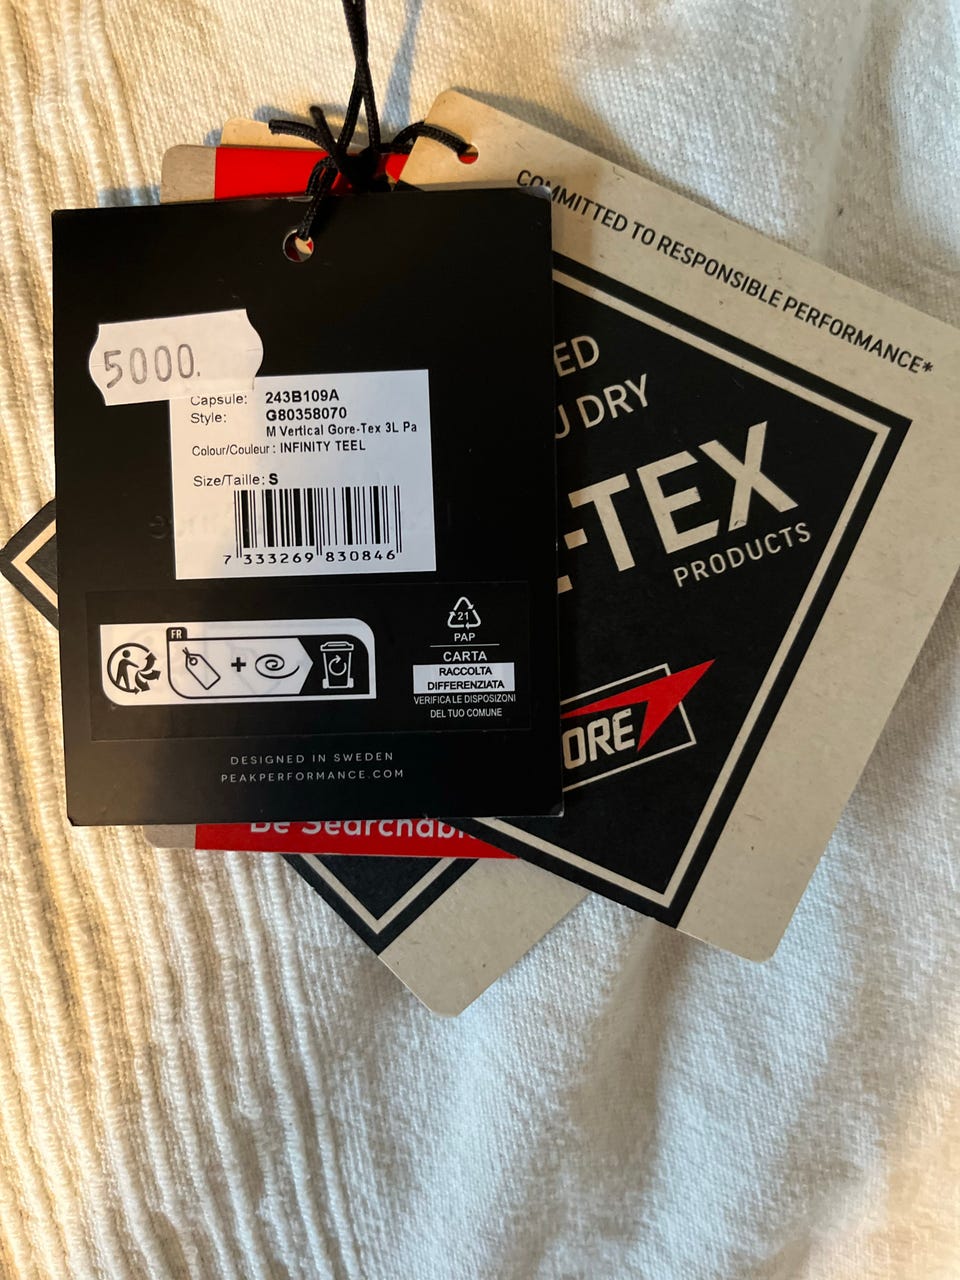 5000.
Capsule: 243B109A
Style: G80358070
M Vertical Gore-Tex 3L Pa
Colour/Couleur : INFINITY TEEL
Size/Taille: S
7 333269 830846
FR
+
21
PAP
CARTA
RACCOLTA
DIFFERENZIATA
VERIFICA LE DISPOSIZONI
DEL TUO COMUNE
DESIGNED IN SWEDEN
PEAKPERFORMANCE.COM
COMMITTED TO RESPONSIBLE PERFORMANCE*
ED
U DRY
-TEX
PRODUCTS
ORE
Be Searchabl